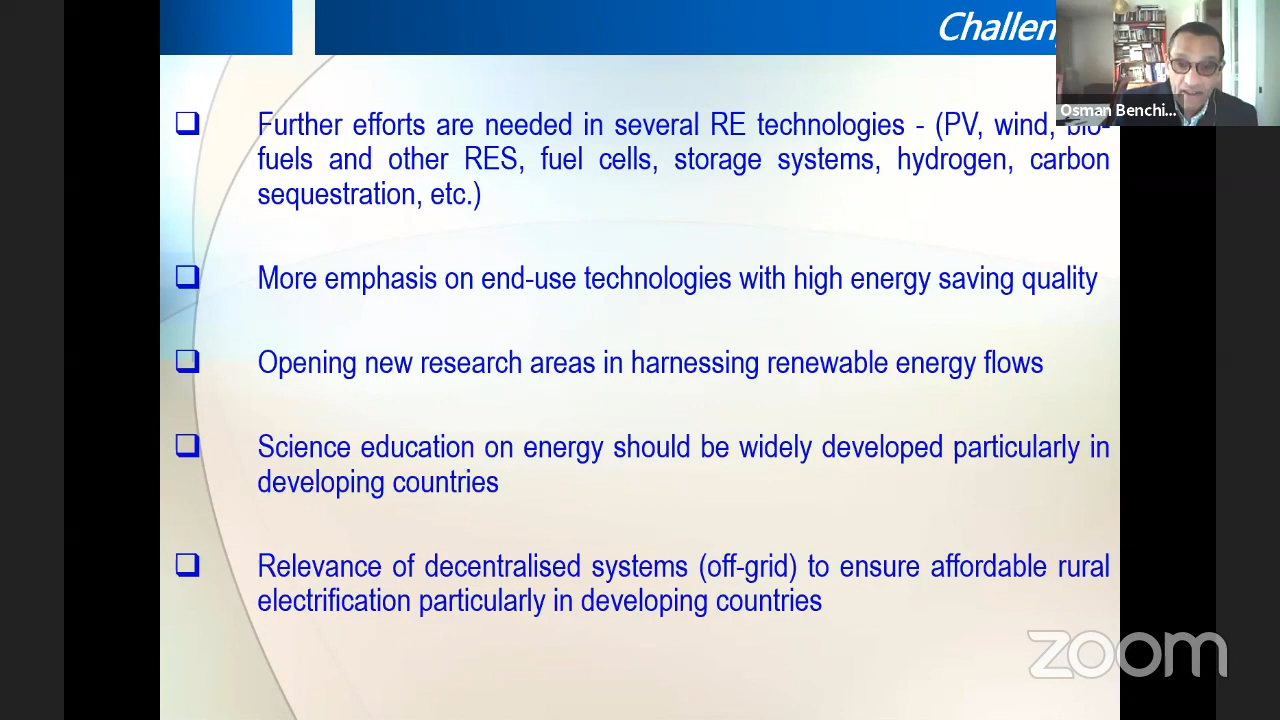 Challen
Osman Benchi...
Further efforts are needed in several RE technologies - (PV, wind, bio-
fuels and other RES, fuel cells, storage systems, hydrogen, carbon
sequestration, etc.)
More emphasis on end-use technologies with high energy saving quality
Opening new research areas in harnessing renewable energy flows
Science education on energy should be widely developed particularly in
developing countries
Relevance of decentralised systems (off-grid) to ensure affordable rural
electrification particularly in developing countries
zoom